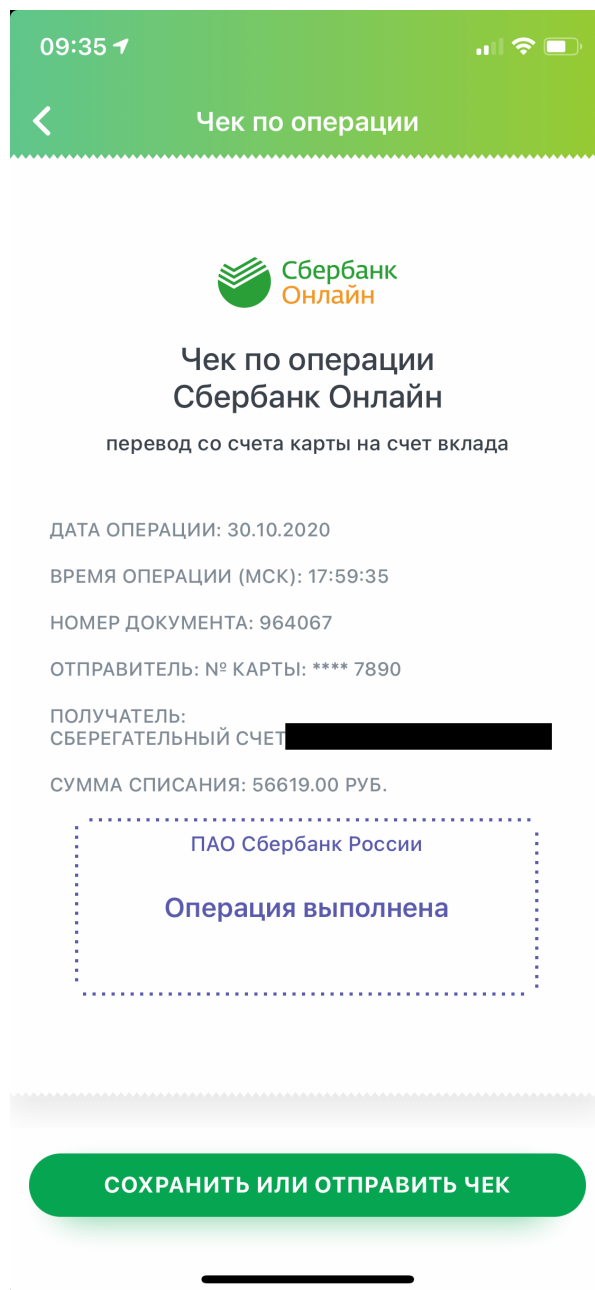 09:35
Чек по операции
Сбербанк
Онлайн
Чек по операции
Сбербанк Онлайн
перевод со счета карты на счет вклада
ДАТА ОПЕРАЦИИ: 30.10.2020
ВРЕМЯ ОПЕРАЦИИ (МСК): 17:59:35
НОМЕР ДОКУМЕНТА: 964067
ОТПРАВИТЕЛЬ: № КАРТЫ: **** 7890
ПОЛУЧАТЕЛЬ:
СБЕРЕГАТЕЛЬНЫЙ СЧЕТ
СУММА СПИСАНИЯ: 56619.00 РУБ.
ПАО Сбербанк России
Операция выполнена
СОХРАНИТЬ ИЛИ ОТПРАВИТЬ ЧЕК